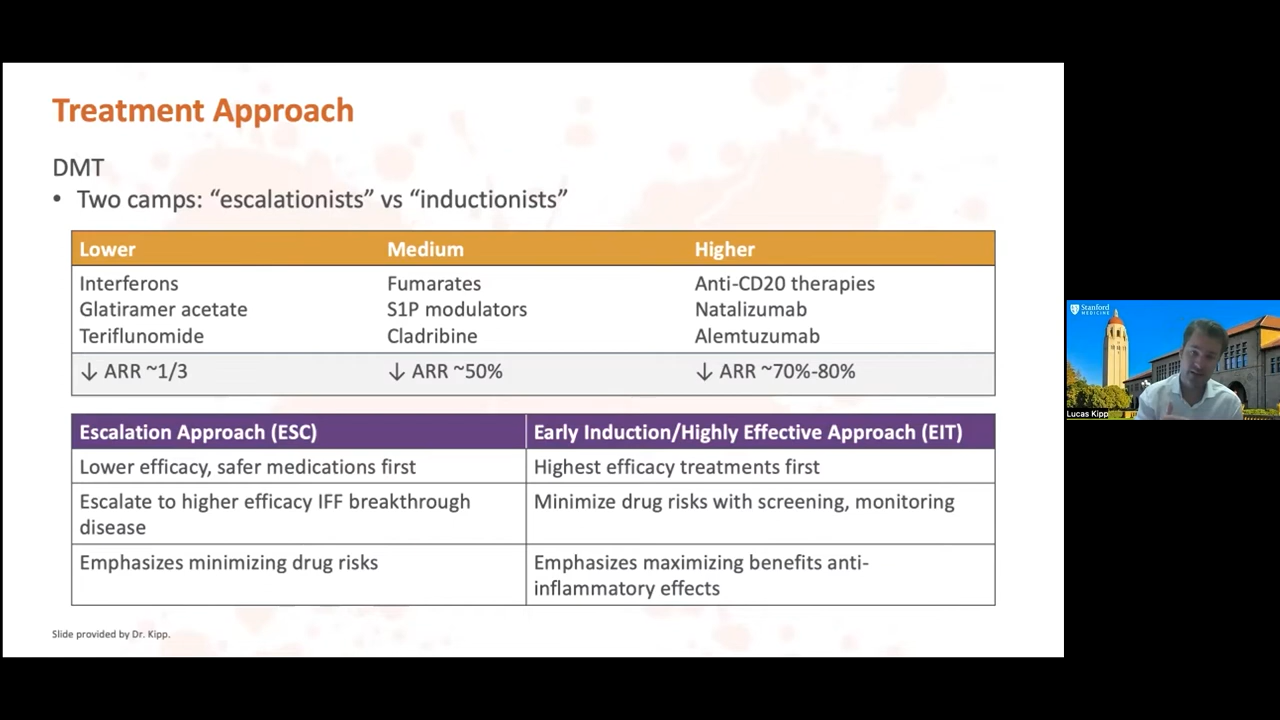 Treatment Approach
DMT
• Two camps: “escalationists” vs “inductionists”
Lower Medium Higher
Interferons Fumarates Anti-CD20 therapies
Glatiramer acetate S1P modulators Natalizumab
Teriflunomide Cladribine Alemtuzumab
↓ ARR ~1/3 ↓ ARR ~50% ↓ ARR ~70%-80%
Escalation Approach (ESC) Early Induction/Highly Effective Approach (EIT)
Lower efficacy, safer medications first Highest efficacy treatments first
Escalate to higher efficacy IFF breakthrough
disease
Minimize drug risks with screening, monitoring
Emphasizes minimizing drug risks
Emphasizes maximizing benefits anti-
inflammatory effects
Slide provided by Dr. Kipp.
Stanford
MEDICINE
Lucas Kipp